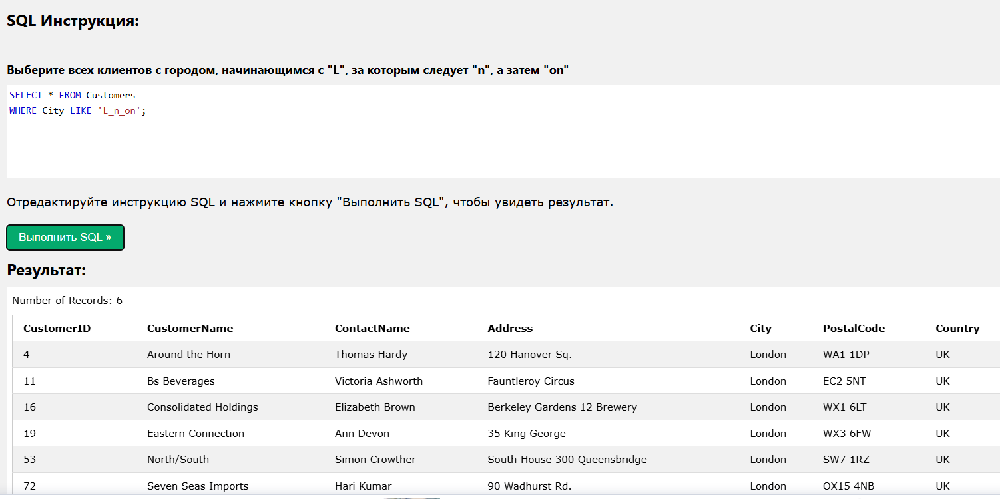 SQL Инструкция:
Выберите всех клиентов с городом, начинающимся с "L", за которым следует "n", а затем "on"
SELECT * FROM Customers
WHERE City LIKE 'L_n_on';
Отредактируйте инструкцию SQL и нажмите кнопку "Выполнить SQL", чтобы увидеть результат.
Выполнить SQL »
Результат:
Number of Records: 6
CustomerID CustomerName ContactName Address City PostalCode Country
4 Around the Horn Thomas Hardy 120 Hanover Sq. London WA1 1DP UK
11 Bs Beverages Victoria Ashworth Fauntleroy Circus London EC2 5NT UK
16 Consolidated Holdings Elizabeth Brown Berkeley Gardens 12 Brewery London WX1 6LT UK
19 Eastern Connection Ann Devon 35 King George London WX3 6FW UK
53 North/South Simon Crowther South House 300 Queensbridge London SW7 1RZ UK
72 Seven Seas Imports Hari Kumar 90 Wadhurst Rd. London OX15 4NB UK